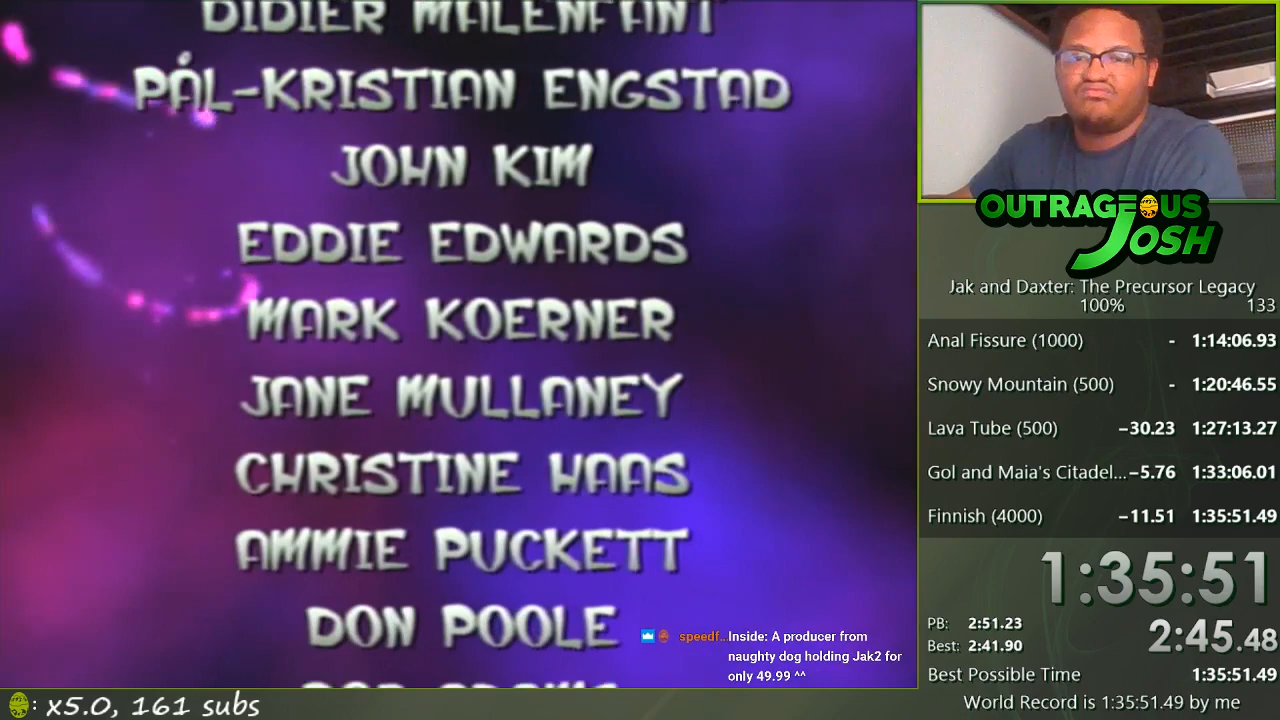 DIDIER MALENFANT
PÁL-KRISTIAN ENGSTAD
JOHN KIM
EDDIE EDWARDS
MARK KOERNER
JANE MULLANEY
CHRISTINE HAAS
AMMIE PUCKETT
DON POOLE
speedf... Inside: A producer from
naughty dog holding Jak2 for
only 49.99 ^^
: x5.0, 161 subs
OUTRAGEOUS
JOSH
Jak and Daxter: The Precursor Legacy
100% 133
Anal Fissure (1000) - 1:14:06.93
Snowy Mountain (500) - 1:20:46.55
Lava Tube (500) −30.23 1:27:13.27
Gol and Maia's Citadel... −5.76 1:33:06.01
Finnish (4000) −11.51 1:35:51.49
1:35:51
PB: 2:51.23
Best: 2:41.90
2:45.48
Best Possible Time 1:35:51.49
World Record is 1:35:51.49 by me